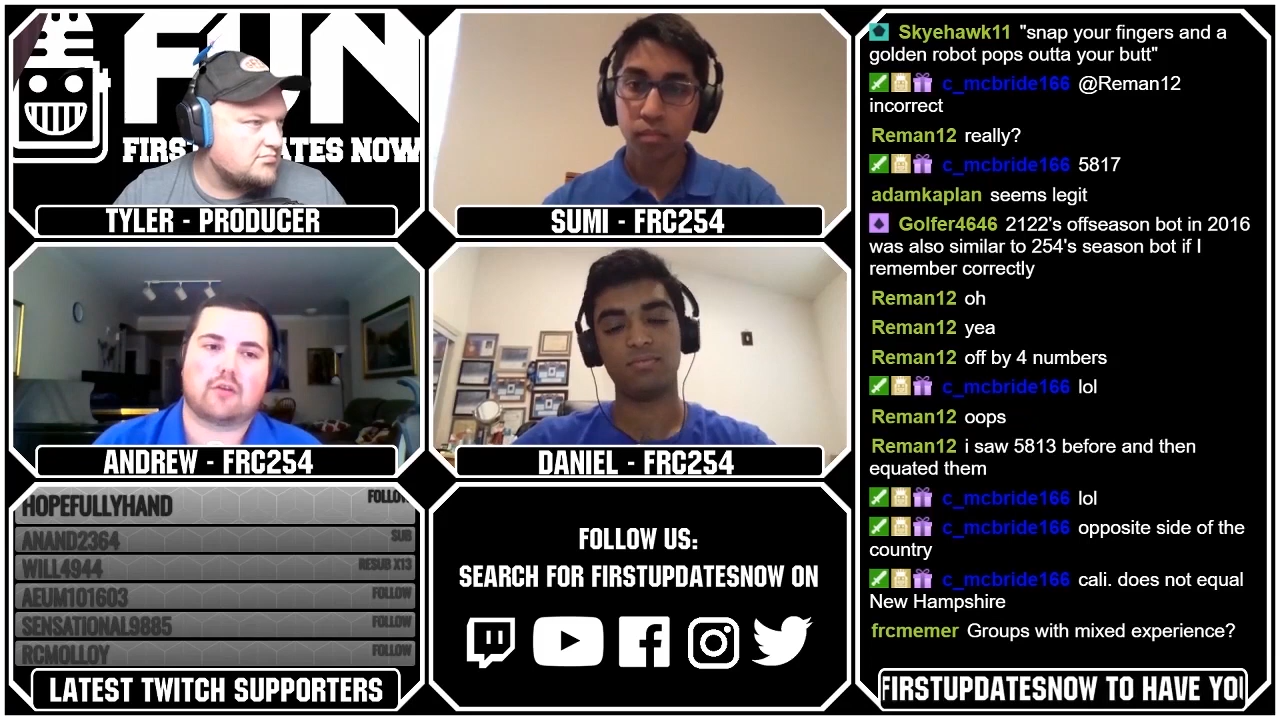 FUN
FIRST UPDATES NOW
TYLER - PRODUCER
SUMI - FRC254
ANDREW - FRC254
DANIEL - FRC254
HOPEFULLYHAND FOLLOW
ANAND2364 SUB
WILL4944 RESUB X13
AEUM101603 FOLLOW
SENSATIONAL9885 FOLLOW
RCMOLLOY FOLLOW
LATEST TWITCH SUPPORTERS
FOLLOW US:
SEARCH FOR FIRSTUPDATESNOW ON
Skyehawk11 "snap your fingers and a
golden robot pops outta your butt"
c_mcbride166 @Reman12
incorrect
Reman12 really?
c_mcbride166 5817
adamkaplan seems legit
Golfer4646 2122's offseason bot in 2016
was also similar to 254's season bot if I
remember correctly
Reman12 oh
Reman12 yea
Reman12 off by 4 numbers
c_mcbride166 lol
Reman12 oops
Reman12 i saw 5813 before and then
equated them
c_mcbride166 lol
c_mcbride166 opposite side of the
country
c_mcbride166 cali. does not equal
New Hampshire
frcmemer Groups with mixed experience?
FIRSTUPDATESNOW TO HAVE YO